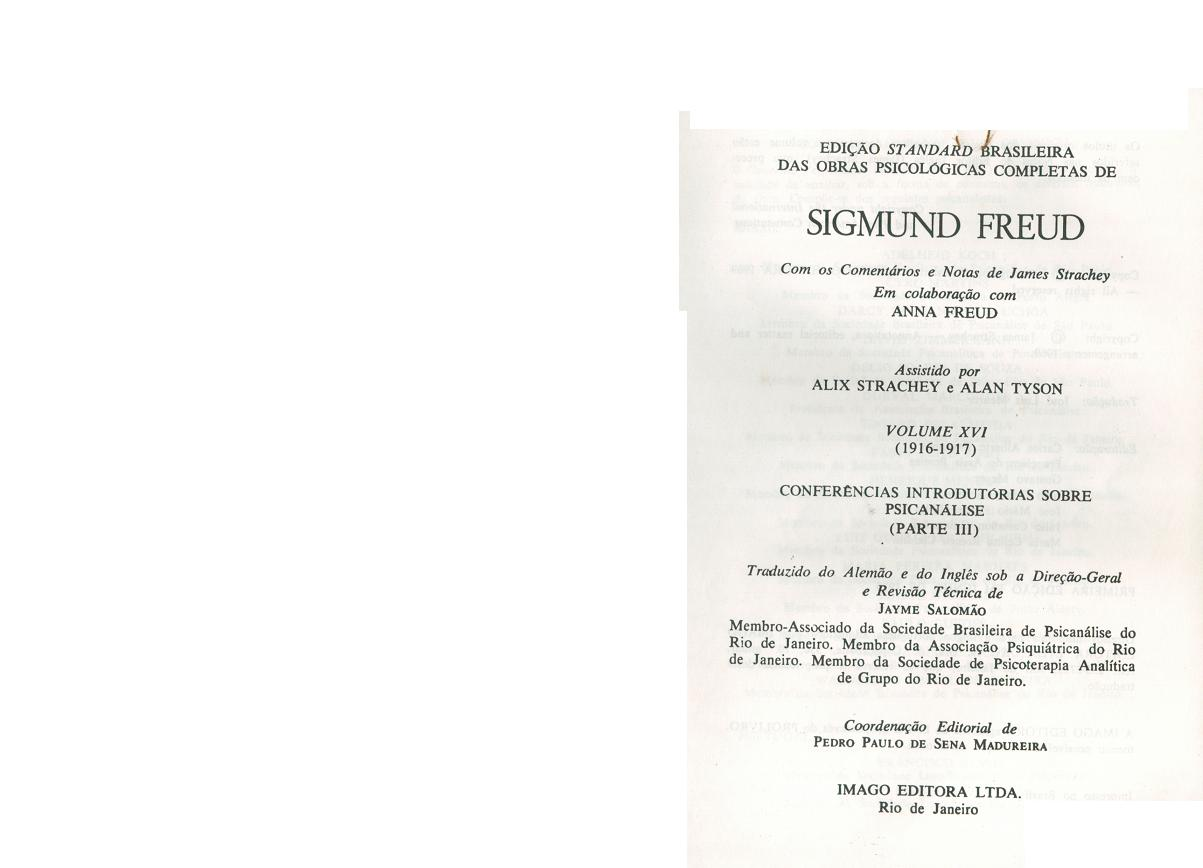 EDIÇÃO STANDARD BRASILEIRA
DAS OBRAS PSICOLÓGICAS COMPLETAS DE
SIGMUND FREUD
Com os Comentários e Notas de James Strachey
Em colaboração com
ANNA FREUD
Assistido por
ALIX STRACHEY e ALAN TYSON
VOLUME XVI
(1916-1917)
CONFERÊNCIAS INTRODUTÓRIAS SOBRE
PSICANÁLISE
(PARTE III)
Traduzido do Alemão e do Inglês sob a Direção-Geral
e Revisão Técnica de
JAYME SALOMÃO
Membro-Associado da Sociedade Brasileira de Psicanálise do
Rio de Janeiro. Membro da Associação Psiquiátrica do Rio
de Janeiro. Membro da Sociedade de Psicoterapia Analítica
de Grupo do Rio de Janeiro.
Coordenação Editorial de
PEDRO PAULO DE SENA MADUREIRA
IMAGO EDITORA LTDA.
Rio de Janeiro